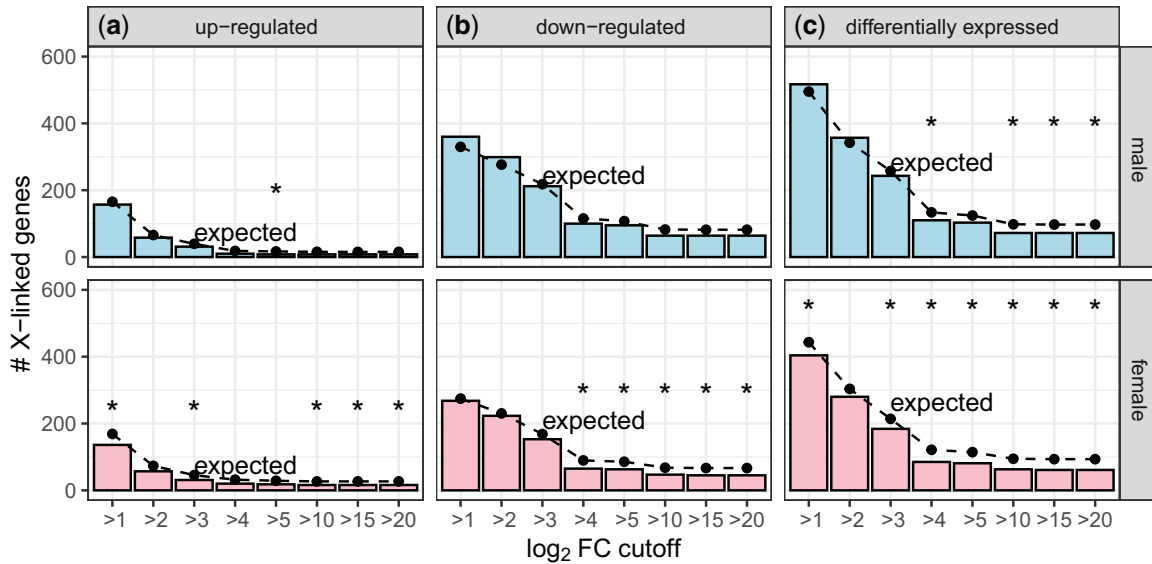 (a) up−regulated
(b) down−regulated
(c) differentially expressed
# X−linked genes
600
400
200
0
*
expected
expected
* * * *
expected
male
600
400
200
0
* * * * *
expected
* * * * *
expected
* * * * * * *
expected
female
>1 >2 >3 >4 >5 >10 >15 >20
>1 >2 >3 >4 >5 >10 >15 >20
>1 >2 >3 >4 >5 >10 >15 >20
log₂ FC cutoff